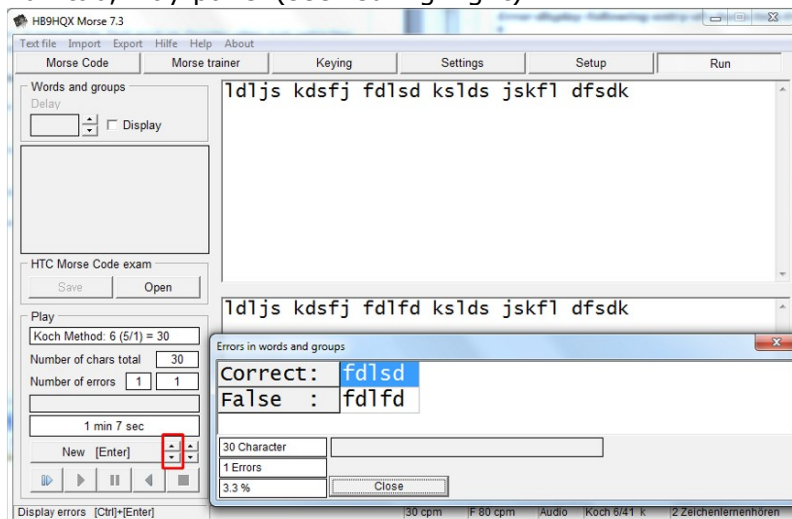 HB9HQX Morse 7.3
Text file Import Export Hilfe Help About
Morse Code Morse trainer Keying Settings Setup Run
Words and groups
Delay
Display
ldljs kdsfj fdlsd kslds jskfl dfsdk
HTC Morse Code exam
Save Open
ldljs kdsfj fdlfd kslds jskfl dfsdk
Play
Koch Method: 6 (5/1) = 30
Number of chars total 30
Number of errors 1 1
1 min 7 sec
New [Enter]
Errors in words and groups
Correct: fdlsd
False : fdlfd
30 Character
1 Errors
3.3 %
Close
Display errors [Ctrl]+[Enter] 30 cpm F 80 cpm Audio Koch 6/41 k 2 Zeichenlernenhören